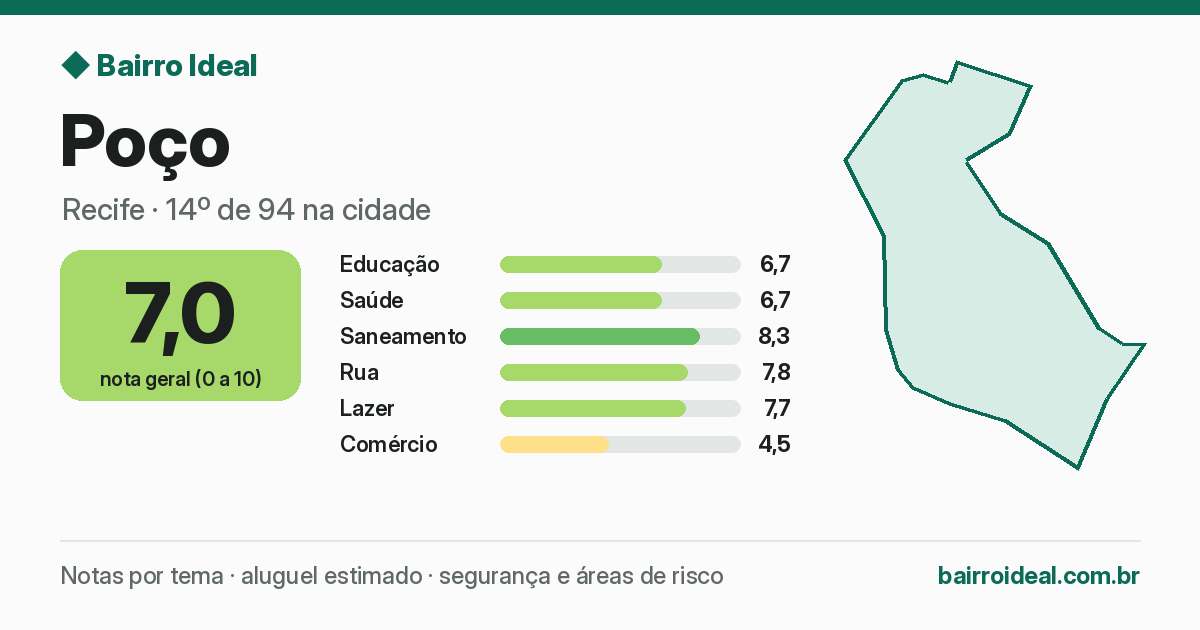 Bairro Ideal
Poço
Recife · 14º de 94 na cidade
7,0
nota geral (0 a 10)
Educação 6,7
Saúde 6,7
Saneamento 8,3
Rua 7,8
Lazer 7,7
Comércio 4,5
Notas por tema · aluguel estimado · segurança e áreas de risco
bairroideal.com.br